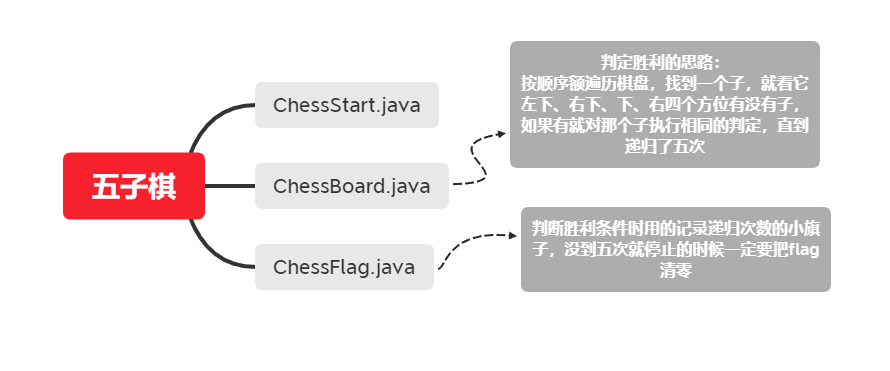 五子棋
ChessStart.java
ChessBoard.java
ChessFlag.java
判定胜利的思路：
按顺序额遍历棋盘，找到一个子，就看它
左下、右下、下、右四个方位有没有子，
如果有就对那个子执行相同的判定，直到
递归了五次
判断胜利条件时用的记录递归次数的小旗
子，没到五次就停止的时候一定要把flag
清零